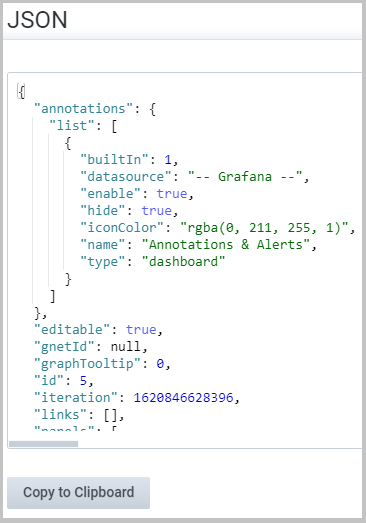 JSON
{
"annotations": {
"list": [
{
"builtIn": 1,
"datasource": "-- Grafana --",
"enable": true,
"hide": true,
"iconColor": "rgba(0, 211, 255, 1)",
"name": "Annotations & Alerts",
"type": "dashboard"
}
]
},
"editable": true,
"gnetId": null,
"graphTooltip": 0,
"id": 5,
"iteration": 1620846628396,
"links": [],
"panels": [
Copy to Clipboard